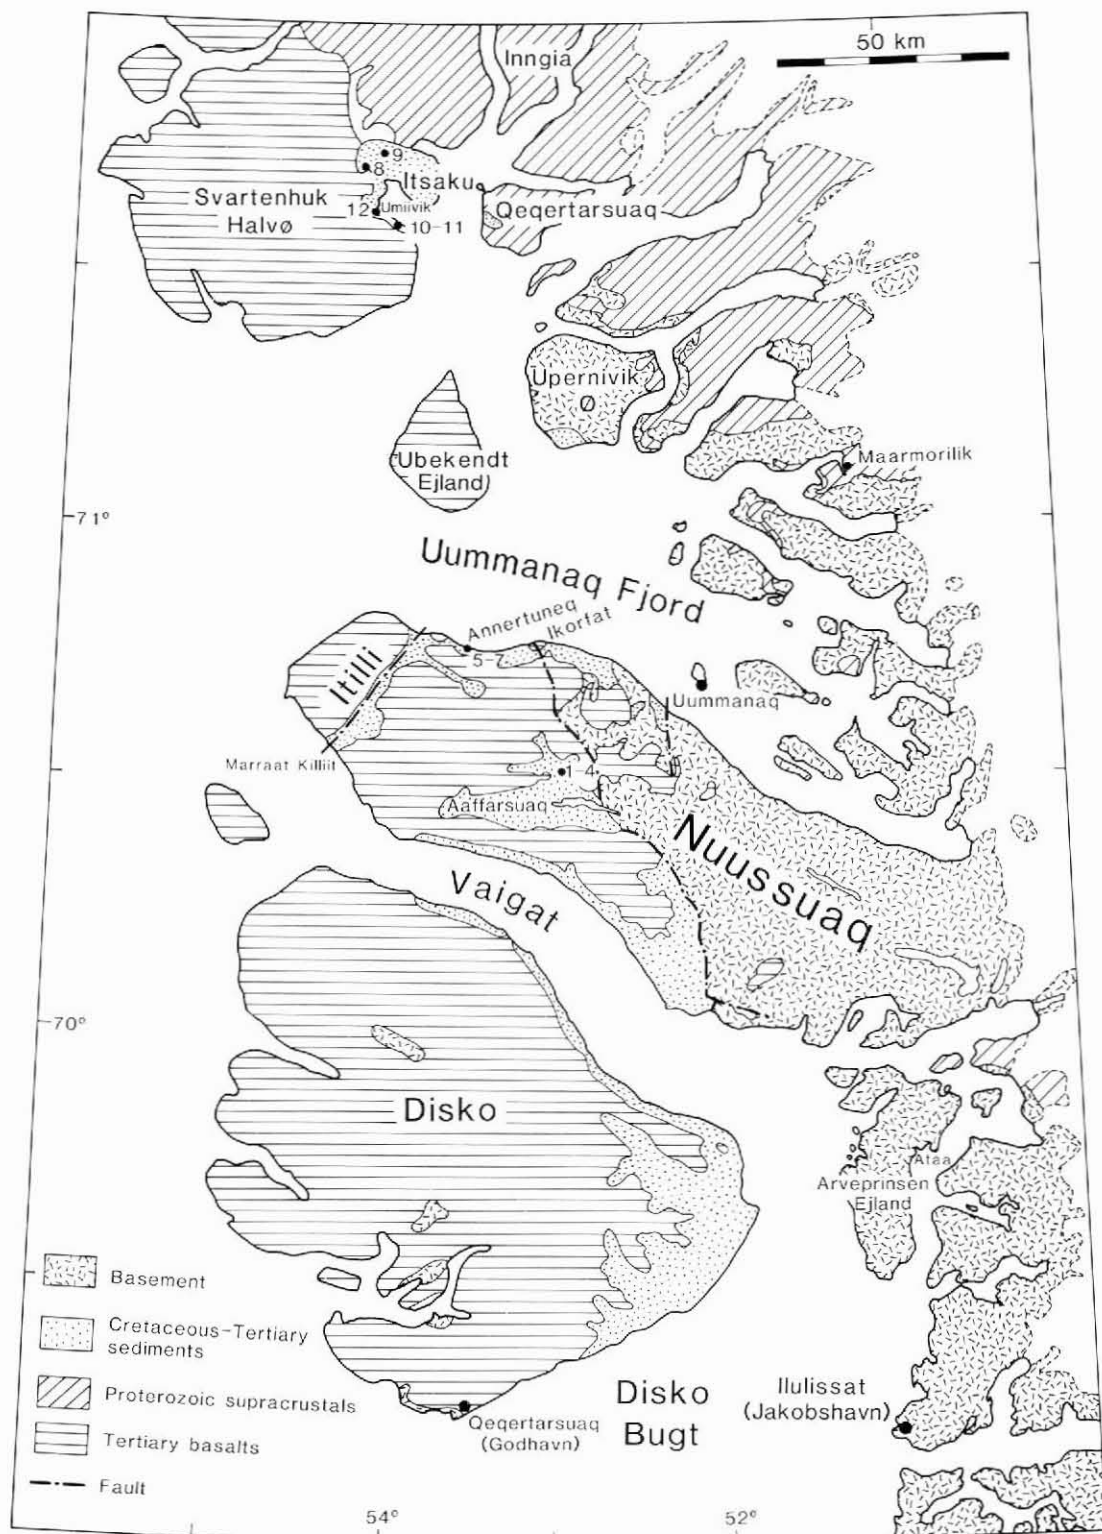 50 km
Inngia
9
8
Itsaku
Svartenhuk
Halvø
12
Umiivik
10-11
Qeqertarsuaq
Upernivik
Ø
Ubekendt
Ejland
Maarmorilik
71°
Uummanaq Fjord
Annertuneq
Ikorfat
5-7
Itilli
Uummanaq
Marraat Killiit
1-4
Aaffarsuaq
Nuussuaq
Vaigat
70°
Disko
Ataa
Arveprinsen
Ejland
Basement
Cretaceous-Tertiary
sediments
Proterozoic supracrustals
Tertiary basalts
Fault
Disko
Bugt
Ilulissat
(Jakobshavn)
Qeqertarsuaq
(Godhavn)
54°
52°